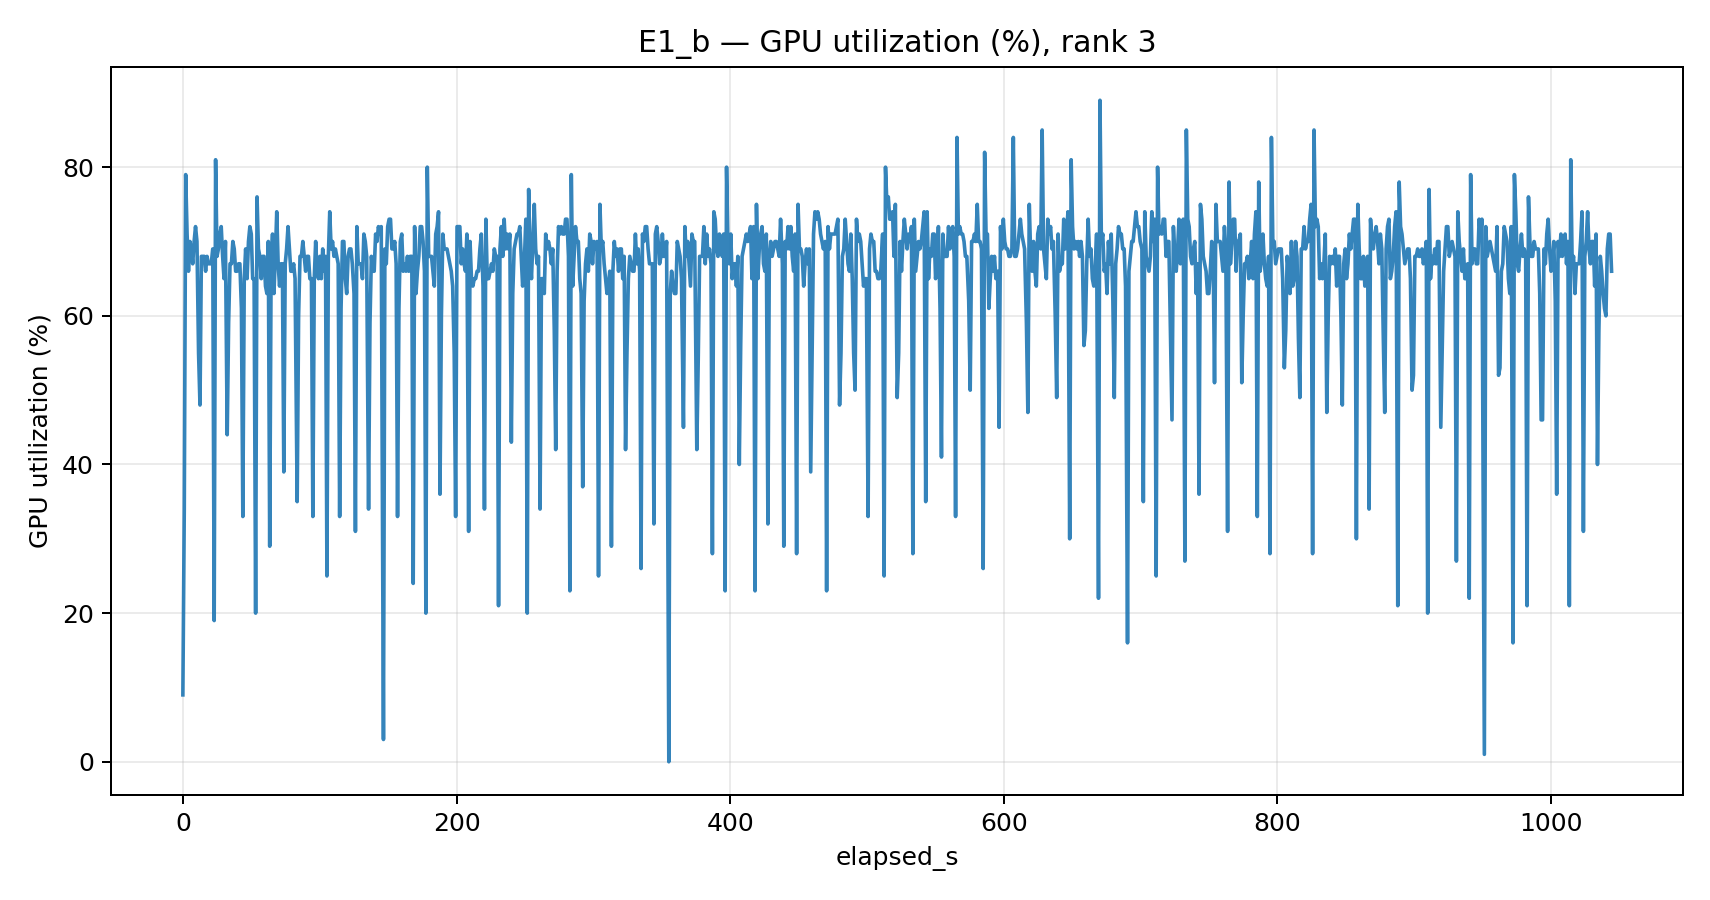 E1_b — GPU utilization (%), rank 3
GPU utilization (%)
80
60
40
20
0
0 200 400 600 800 1000
elapsed_s